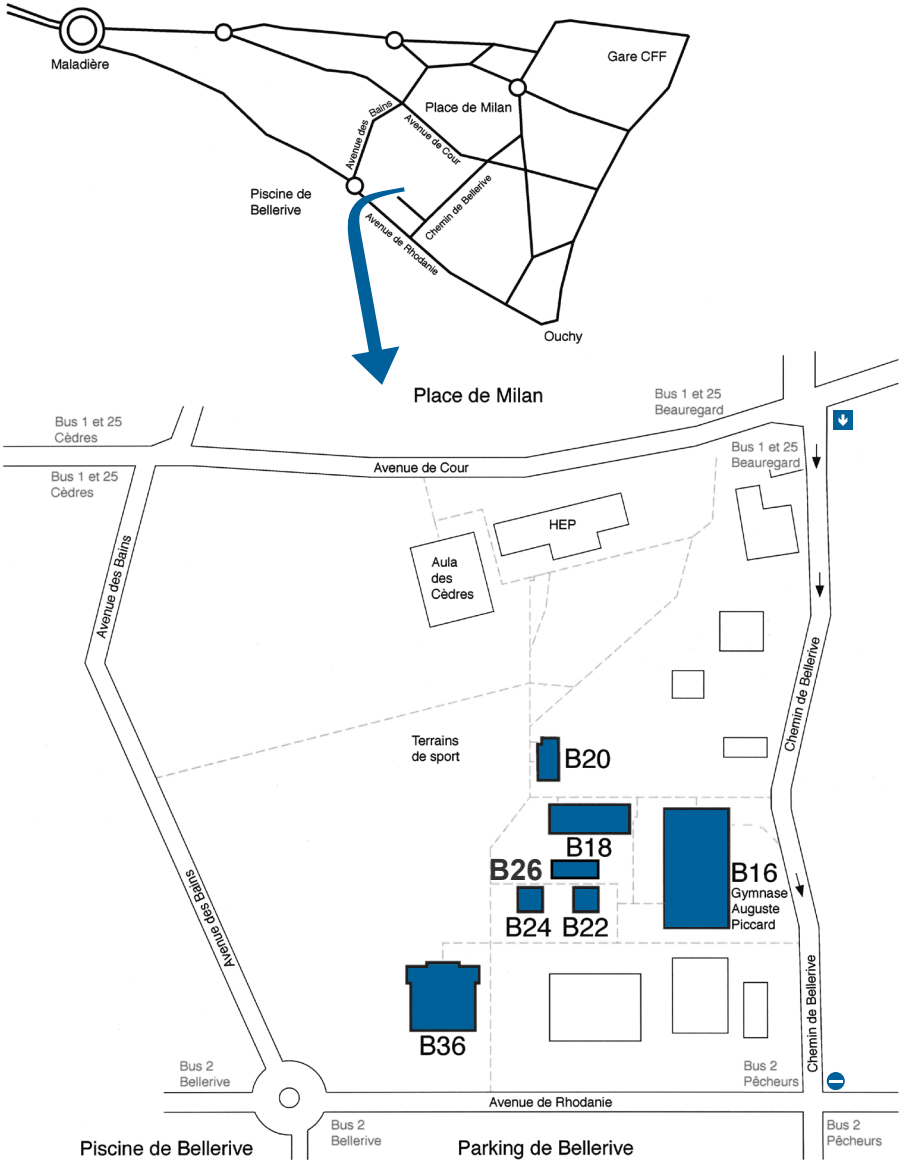 Maladière
Gare CFF
Place de Milan
Avenue des Bains
Avenue de Cour
Chemin de Bellerive
Piscine de
Bellerive
Avenue de Rhodanie
Ouchy
Place de Milan
Bus 1 et 25
Beauregard
Bus 1 et 25
Cèdres
Bus 1 et 25
Beauregard
Avenue de Cour
Bus 1 et 25
Cèdres
HEP
Aula
des
Cèdres
Avenue des Bains
Chemin de Bellerive
Terrains
de sport
B20
B18
B26
B16
Gymnase
Auguste
Piccard
B24
B22
Avenue des Bains
Chemin de Bellerive
B36
Bus 2
Bellerive
Bus 2
Pêcheurs
Avenue de Rhodanie
Bus 2
Bellerive
Bus 2
Pêcheurs
Piscine de Bellerive
Parking de Bellerive